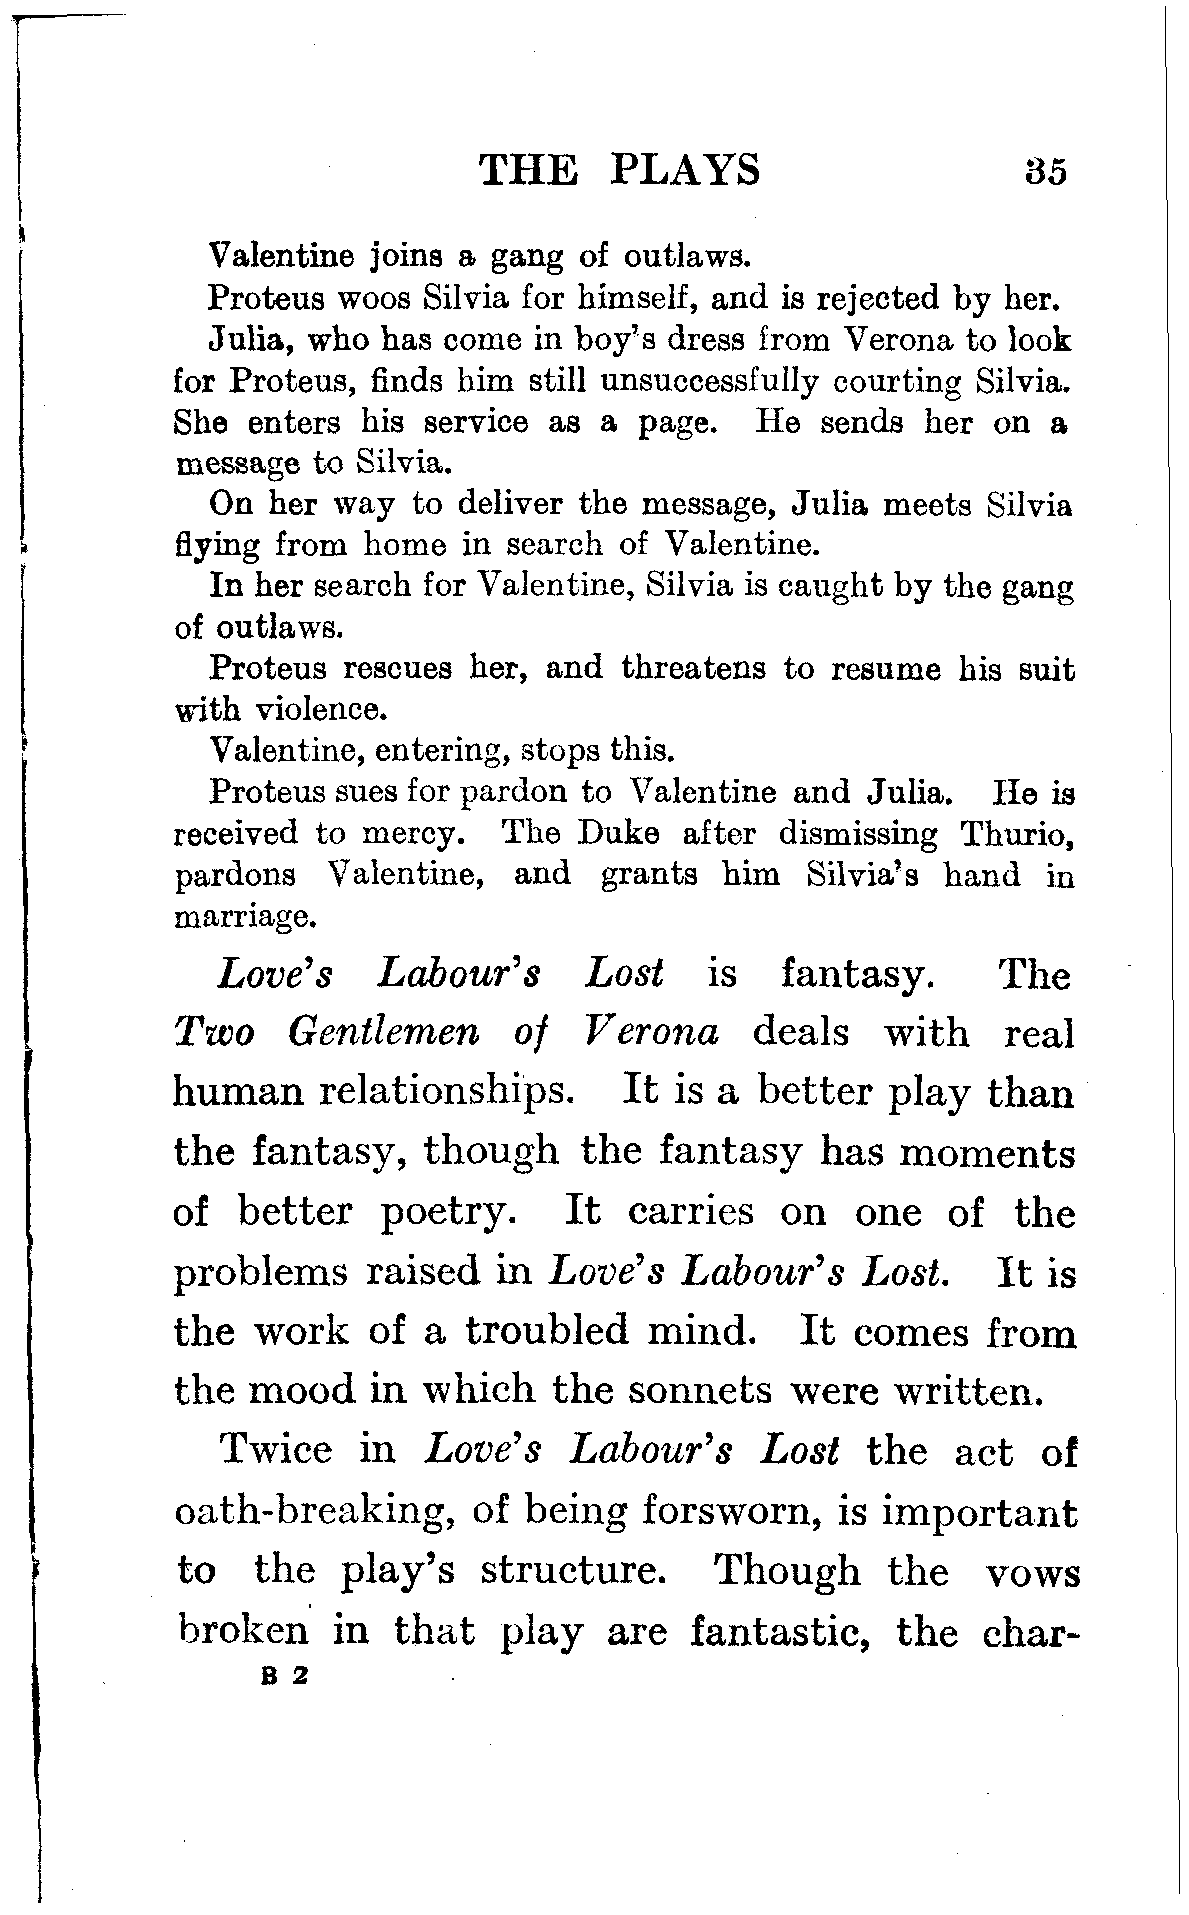 THE PLAYS 35
Valentine joins a gang of outlaws.
Proteus woos Silvia for himself, and is rejected by her.
Julia, who has come in boy's dress from Verona to look
for Proteus, finds him still unsuccessfully courting Silvia.
She enters his service as a page. He sends her on a
message to Silvia.
On her way to deliver the message, Julia meets Silvia
flying from home in search of Valentine.
In her search for Valentine, Silvia is caught by the gang
of outlaws.
Proteus rescues her, and threatens to resume his suit
with violence.
Valentine, entering, stops this.
Proteus sues for pardon to Valentine and Julia. He is
received to mercy. The Duke after dismissing Thurio,
pardons Valentine, and grants him Silvia's hand in
marriage.
Love's Labour's Lost is fantasy. The
Two Gentlemen of Verona deals with real
human relationships. It is a better play than
the fantasy, though the fantasy has moments
of better poetry. It carries on one of the
problems raised in Love's Labour's Lost. It is
the work of a troubled mind. It comes from
the mood in which the sonnets were written.
Twice in Love's Labour's Lost the act of
oath-breaking, of being forsworn, is important
to the play's structure. Though the vows
broken in that play are fantastic, the char-
B 2